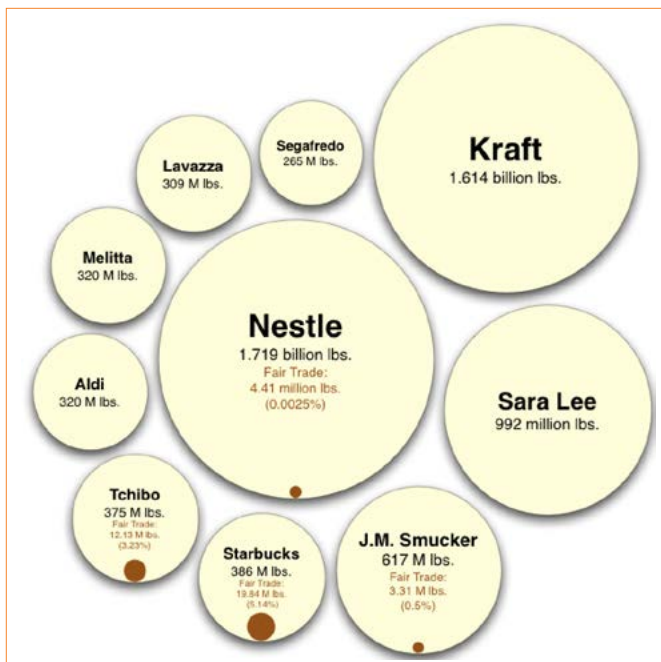 Kraft
1.614 billion lbs.
Segafredo
265 M lbs.
Lavazza
309 M lbs.
Melitta
320 M lbs.
Nestle
1.719 billion lbs.
Fair Trade:
4.41 million lbs.
(0.0025%)
Aldi
320 M lbs.
Sara Lee
992 million lbs.
Tchibo
375 M lbs.
Fair Trade:
12.13 M lbs.
(3.23%)
Starbucks
386 M lbs.
Fair Trade:
19.84 M lbs.
(5.14%)
J.M. Smucker
617 M lbs.
Fair Trade:
3.31 M lbs.
(0.5%)